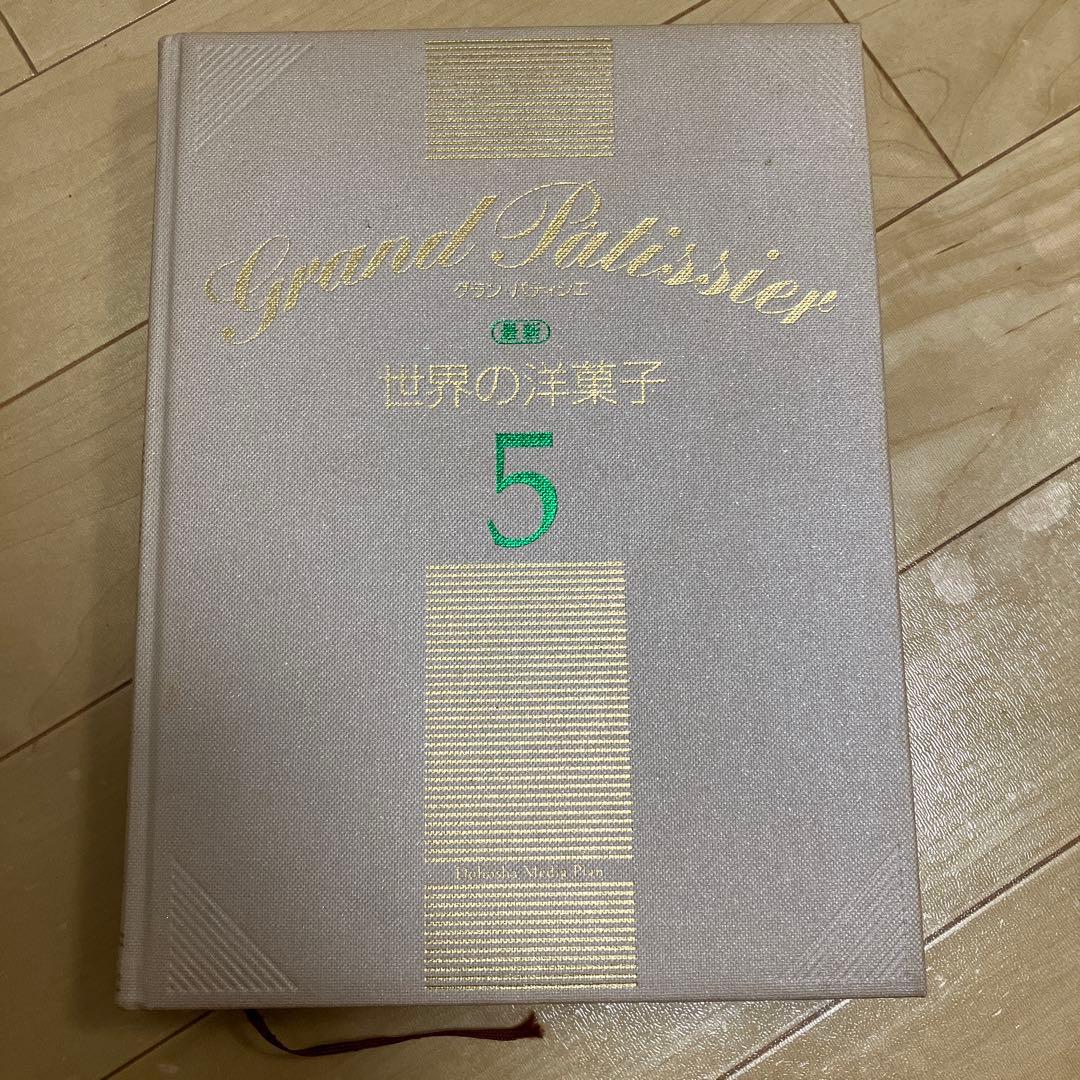 Grand Pâtissier
グラン パティシエ
最新
世界の洋菓子
5
Dohosha Media Plan